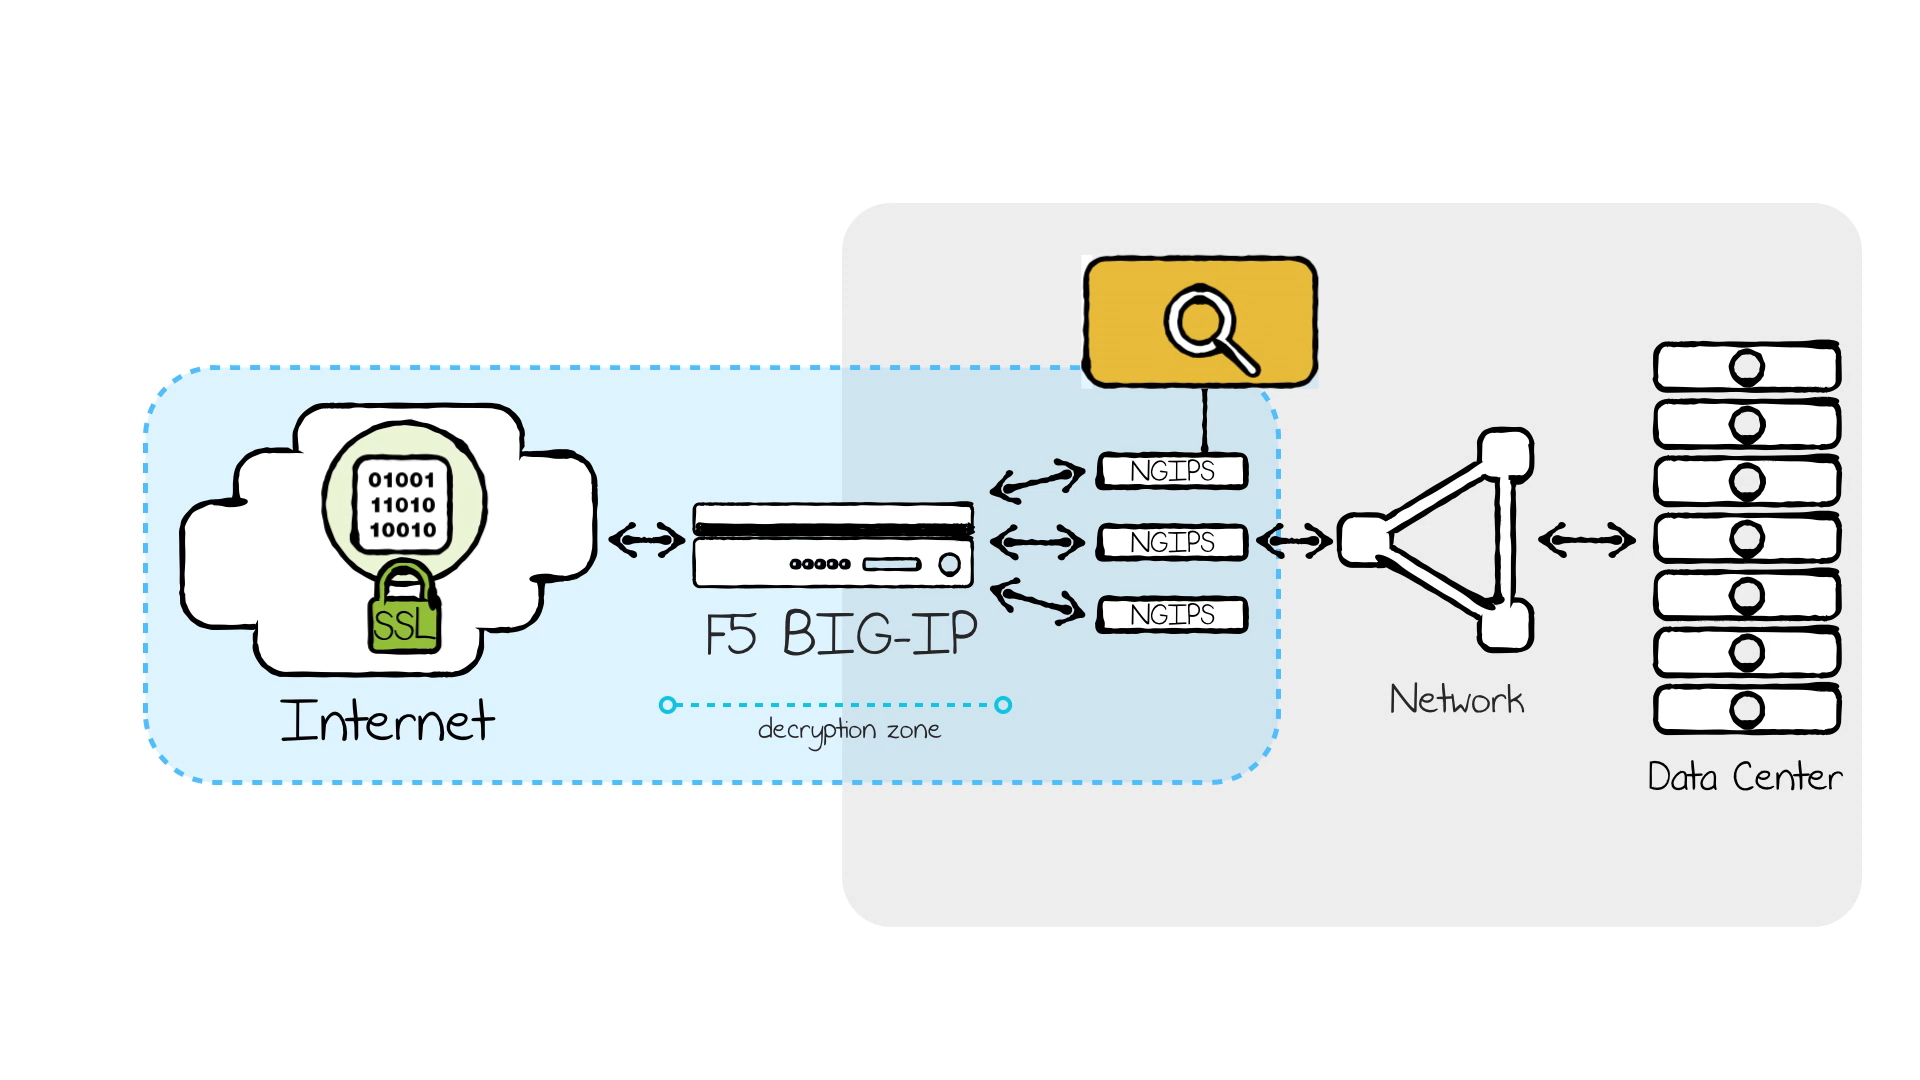 01001
11010
10010
SSL
Internet
F5 BIG-IP
decryption zone
NGIPS
NGIPS
NGIPS
Network
Data Center